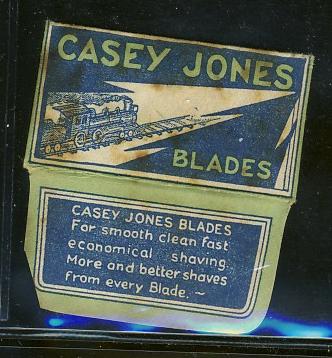 CASEY JONES
BLADES
CASEY JONES BLADES
For smooth clean fast
economical shaving.
More and better shaves
from every Blade. ~